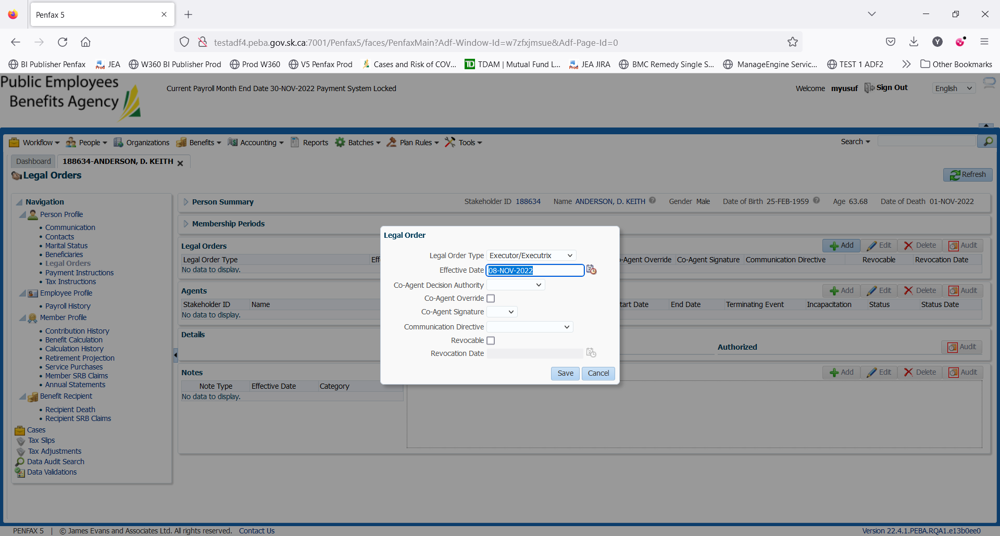 Penfax 5
testadf4.peba.gov.sk.ca:7001/Penfax5/faces/PenfaxMain?Adf-Window-Id=w7zfxjmsue&Adf-Page-Id=0
BI Publisher Penfax JEA W360 BI Publisher Prod Prod W360 V5 Penfax Prod Cases and Risk of COV... TDAM | Mutual Fund L... JEA JIRA BMC Remedy Single S... ManageEngine Servic... TEST 1 ADF2 Other Bookmarks
Public Employees
Benefits Agency
Current Payroll Month End Date 30-NOV-2022 Payment System Locked
Welcome myusuf Sign Out English
Workflow People Organizations Benefits Accounting Reports Batches Plan Rules Tools Search
Dashboard 188634-ANDERSON, D. KEITH
Legal Orders Refresh
Navigation
Person Profile
Communication
Contacts
Marital Status
Beneficiaries
Legal Orders
Payment Instructions
Tax Instructions
Employee Profile
Payroll History
Member Profile
Contribution History
Benefit Calculation
Calculation History
Retirement Projection
Service Purchases
Member SRB Claims
Annual Statements
Benefit Recipient
Recipient Death
Recipient SRB Claims
Cases
Tax Slips
Tax Adjustments
Data Audit Search
Data Validations
Person Summary Stakeholder ID 188634 Name ANDERSON, D. KEITH Gender Male Date of Birth 25-FEB-1959 Age 63.68 Date of Death 01-NOV-2022
Membership Periods
Legal Orders Add Edit Delete Audit
Legal Order Type Eff o-Agent Override Co-Agent Signature Communication Directive Revocable Revocation Date
No data to display.
Agents Add Edit Delete Audit
Stakeholder ID Name tart Date End Date Terminating Event Incapacitation Status Status Date
No data to display.
Details
Authorized Audit
Notes Add Edit Delete Audit
Note Type Effective Date Category
No data to display.
Legal Order
Legal Order Type Executor/Executrix
Effective Date 08-NOV-2022
Co-Agent Decision Authority
Co-Agent Override
Co-Agent Signature
Communication Directive
Revocable
Revocation Date
Save Cancel
PENFAX 5 | © James Evans and Associates Ltd. All rights reserved. Contact Us Version 22.4.1.PEBA.RQA1.e13b0ee0